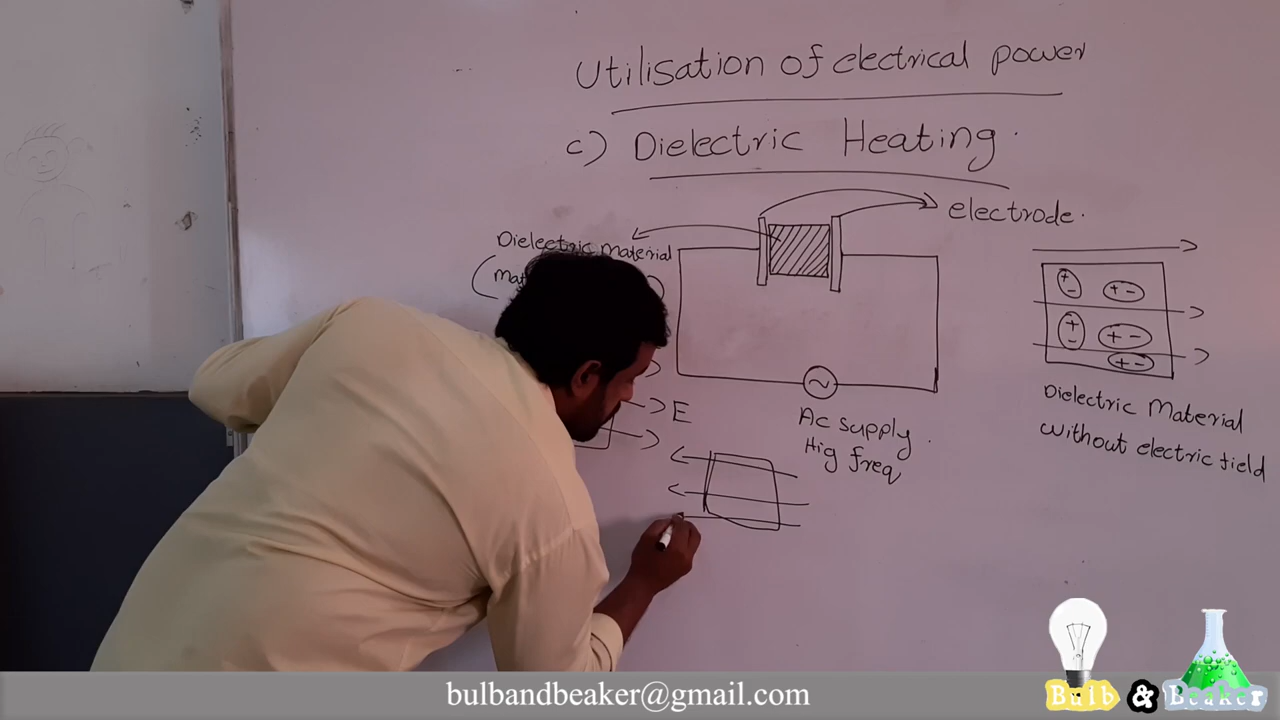 Utilisation of electrical power
c) Dielectric Heating.
electrode.
Dielectric Material
E
Ac supply.
Hig freq
+ -
+ -
+ -
+ -
+ -
Dielectric Material
without electric field
bulbandbeaker@gmail.com
Bulb & Beaker